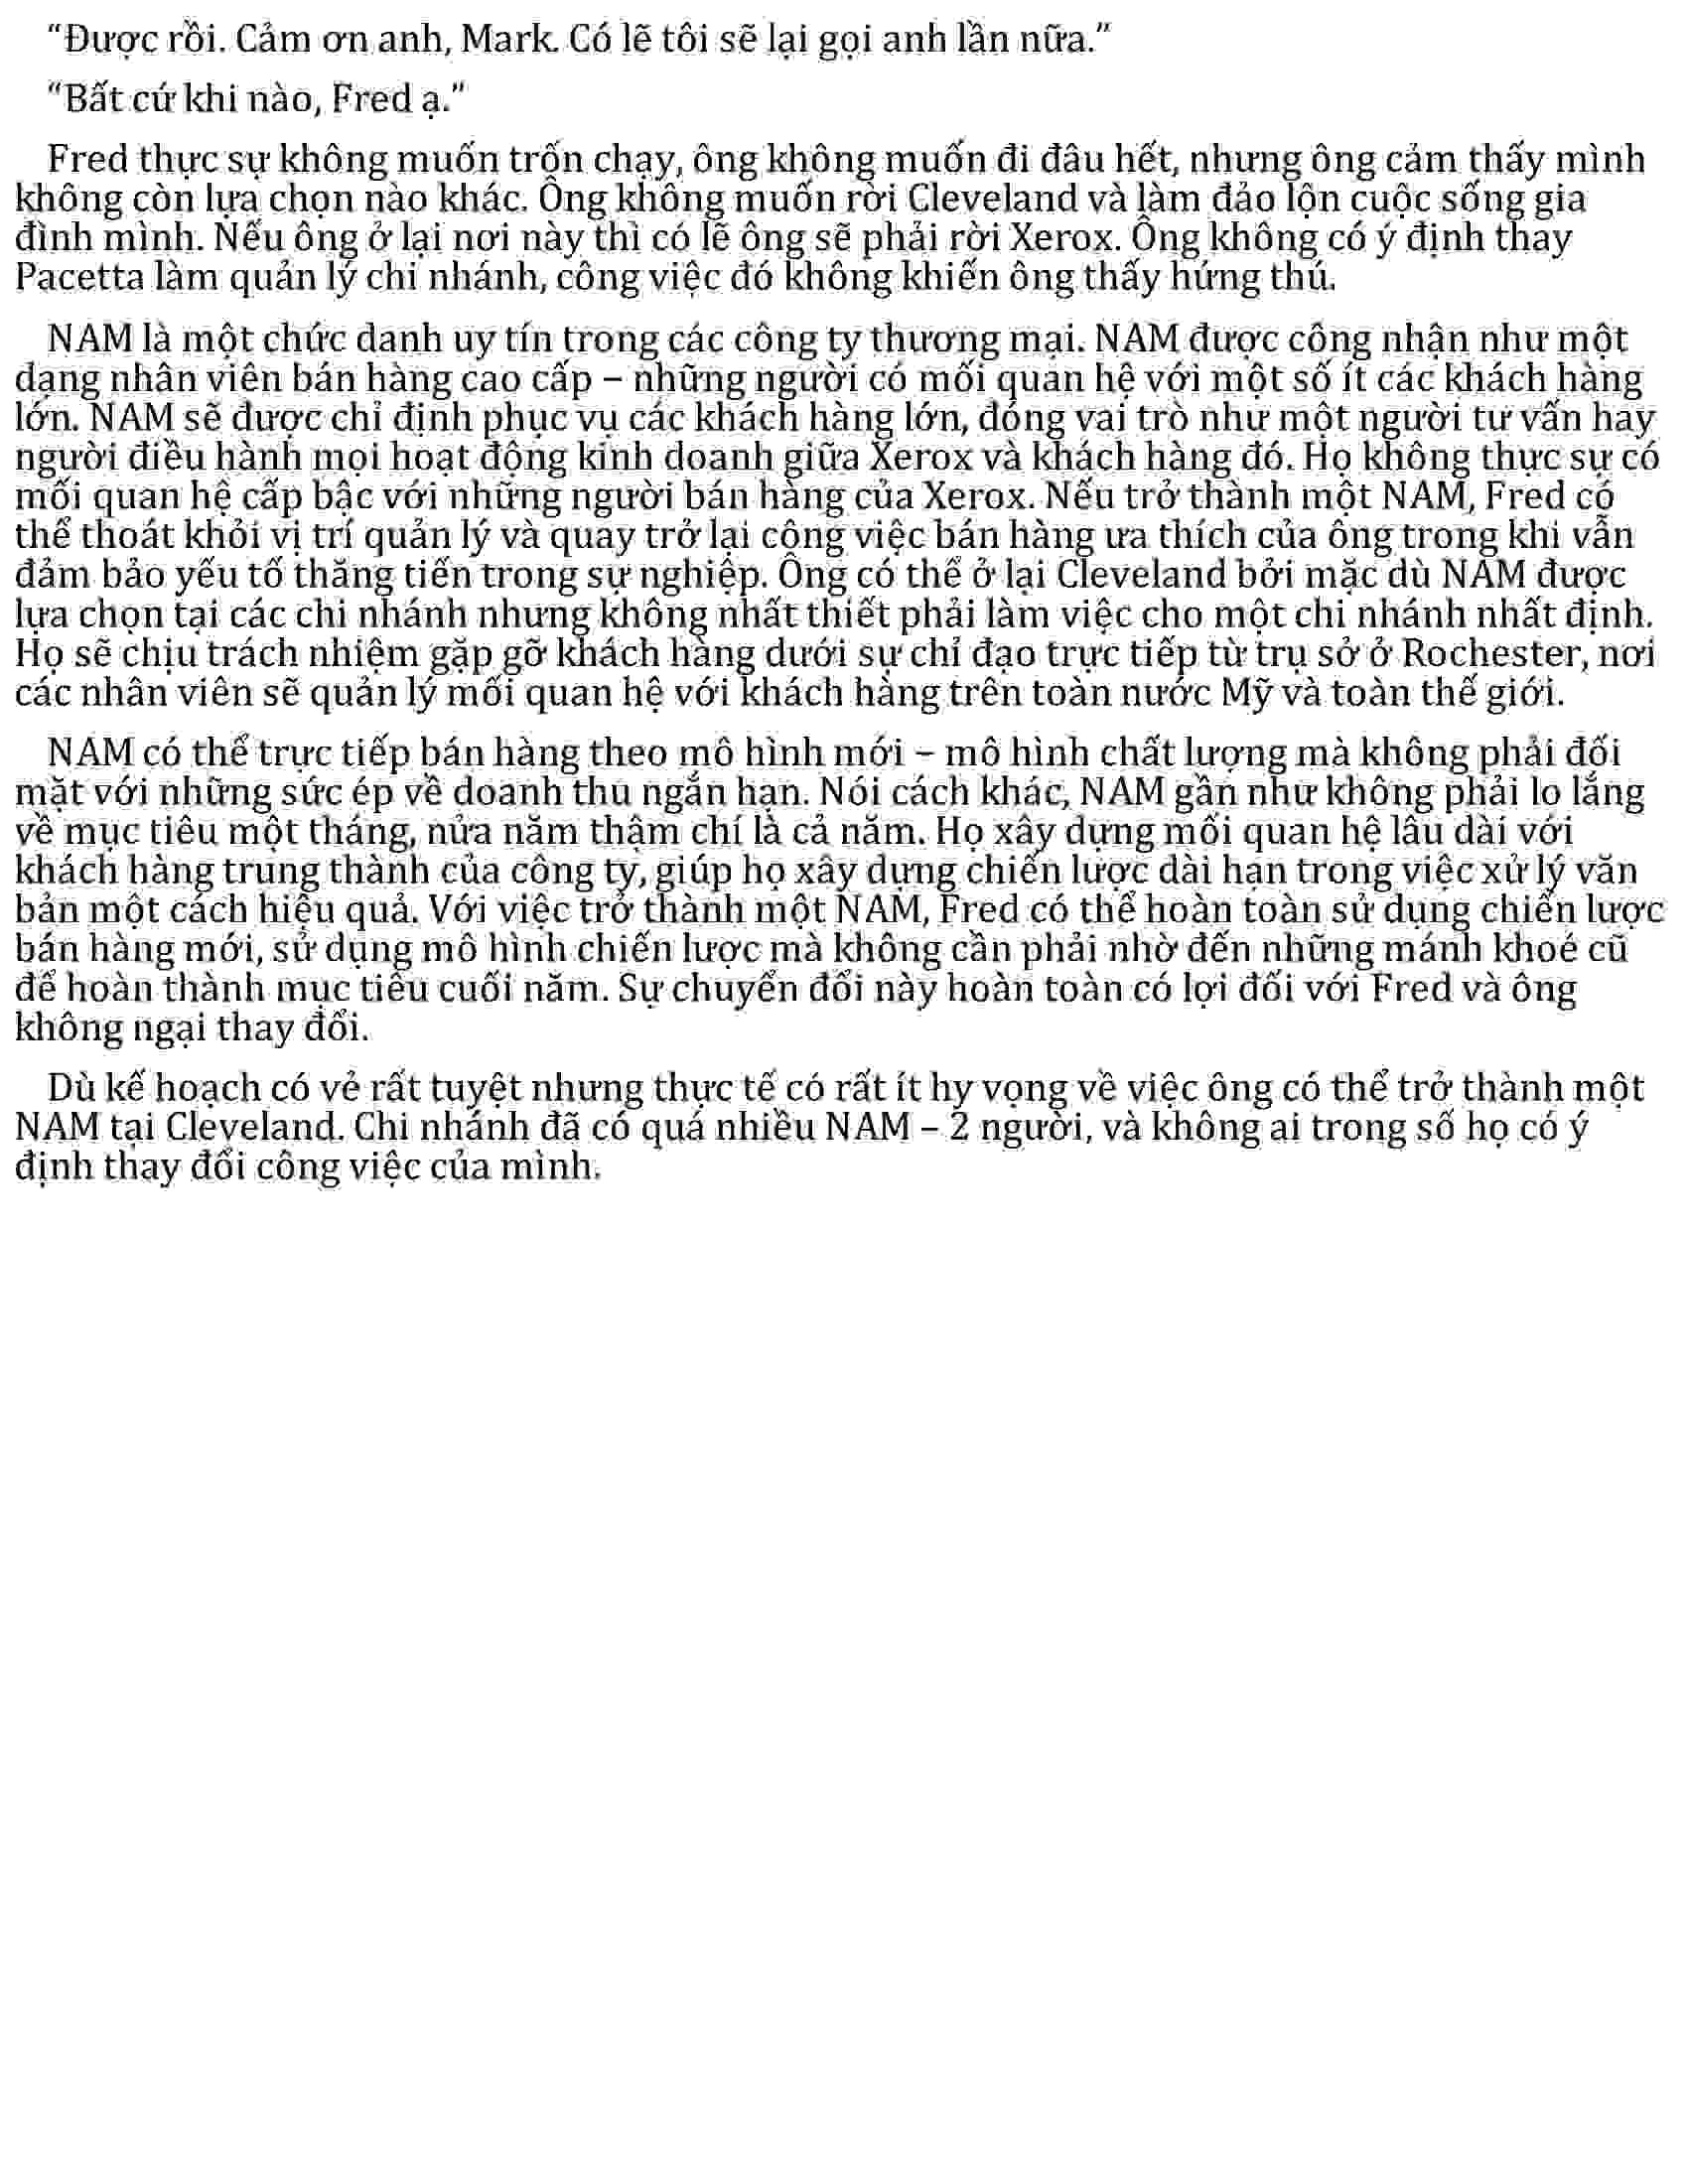 “Được rồi. Cảm ơn anh, Mark. Có lẽ tôi sẽ lại gọi anh lần nữa.”
“Bất cứ khi nào, Fred ạ.”
Fred thực sự không muốn trốn chạy, ông không muốn đi đâu hết, nhưng ông cảm thấy mình
không còn lựa chọn nào khác. Ông không muốn rời Cleveland và làm đảo lộn cuộc sống gia
đình mình. Nếu ông ở lại nơi này thì có lẽ ông sẽ phải rời Xerox. Ông không có ý định thay
Pacetta làm quản lý chi nhánh, công việc đó không khiến ông thấy hứng thú.
NAM là một chức danh uy tín trong các công ty thương mại. NAM được công nhận như một
dạng nhân viên bán hàng cao cấp – những người có mối quan hệ với một số ít các khách hàng
lớn. NAM sẽ được chỉ định phục vụ các khách hàng lớn, đóng vai trò như một người tư vấn hay
người điều hành mọi hoạt động kinh doanh giữa Xerox và khách hàng đó. Họ không thực sự có
mối quan hệ cấp bậc với những người bán hàng của Xerox. Nếu trở thành một NAM, Fred có
thể thoát khỏi vị trí quản lý và quay trở lại công việc bán hàng ưa thích của ông trong khi vẫn
đảm bảo yếu tố thăng tiến trong sự nghiệp. Ông có thể ở lại Cleveland bởi mặc dù NAM được
lựa chọn tại các chi nhánh nhưng không nhất thiết phải làm việc cho một chi nhánh nhất định.
Họ sẽ chịu trách nhiệm gặp gỡ khách hàng dưới sự chỉ đạo trực tiếp từ trụ sở ở Rochester, nơi
các nhân viên sẽ quản lý mối quan hệ với khách hàng trên toàn nước Mỹ và toàn thế giới.
NAM có thể trực tiếp bán hàng theo mô hình mới – mô hình chất lượng mà không phải đối
mặt với những sức ép về doanh thu ngắn hạn. Nói cách khác, NAM gần như không phải lo lắng
về mục tiêu một tháng, nửa năm thậm chí là cả năm. Họ xây dựng mối quan hệ lâu dài với
khách hàng trung thành của công ty, giúp họ xây dựng chiến lược dài hạn trong việc xử lý văn
bản một cách hiệu quả. Với việc trở thành một NAM, Fred có thể hoàn toàn sử dụng chiến lược
bán hàng mới, sử dụng mô hình chiến lược mà không cần phải nhờ đến những mánh khoé cũ
để hoàn thành mục tiêu cuối năm. Sự chuyển đổi này hoàn toàn có lợi đối với Fred và ông
không ngại thay đổi.
Dù kế hoạch có vẻ rất tuyệt nhưng thực tế có rất ít hy vọng về việc ông có thể trở thành một
NAM tại Cleveland. Chi nhánh đã có quá nhiều NAM – 2 người, và không ai trong số họ có ý
định thay đổi công việc của mình.